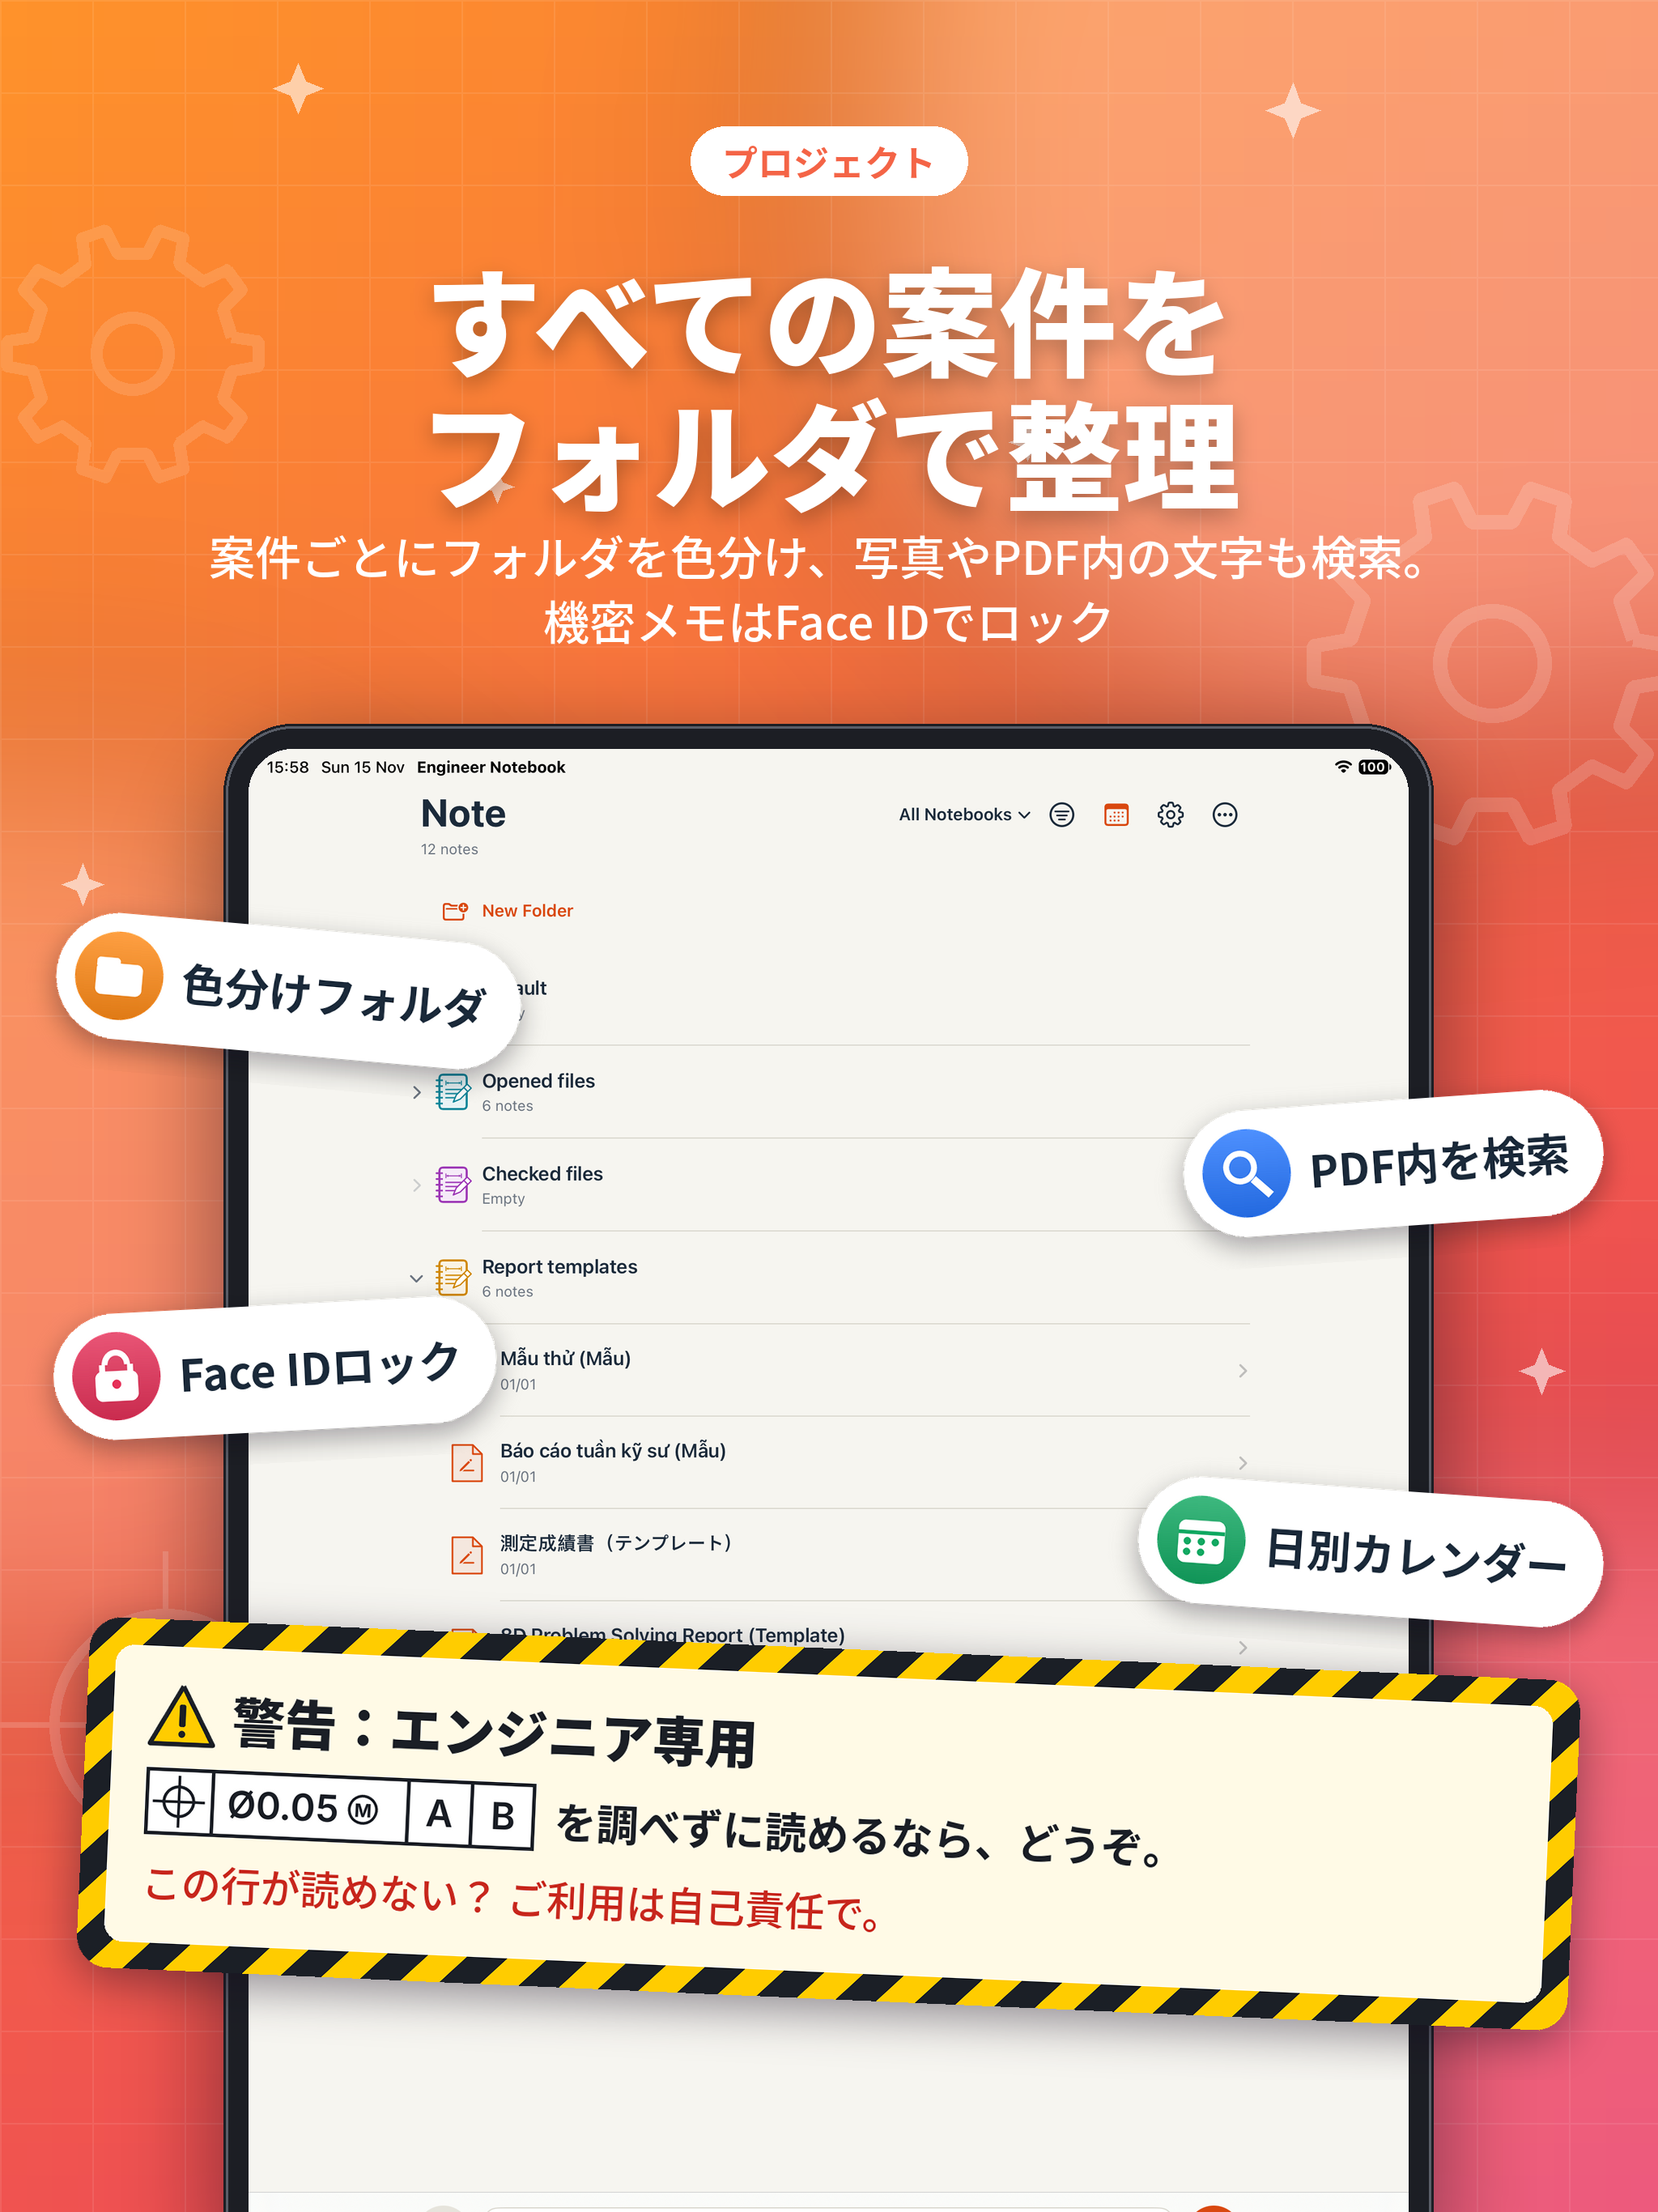 プロジェクト
すべての案件を
フォルダで整理
案件ごとにフォルダを色分け、写真やPDF内の文字も検索。
機密メモはFace IDでロック
15:58 Sun 15 Nov Engineer Notebook 100
Note
All Notebooks
12 notes
New Folder
色分けフォルダ
ault
y
Opened files
6 notes
PDF内を検索
Checked files
Empty
Report templates
6 notes
Face IDロック
Mẫu thử (Mẫu)
01/01
Báo cáo tuần kỹ sư (Mẫu)
01/01
日別カレンダー
測定成績書（テンプレート）
01/01
8D Problem Solving Report (Template)
警告：エンジニア専用
Ø0.05 Ⓜ A B を調べずに読めるなら、どうぞ。
この行が読めない？ ご利用は自己責任で。